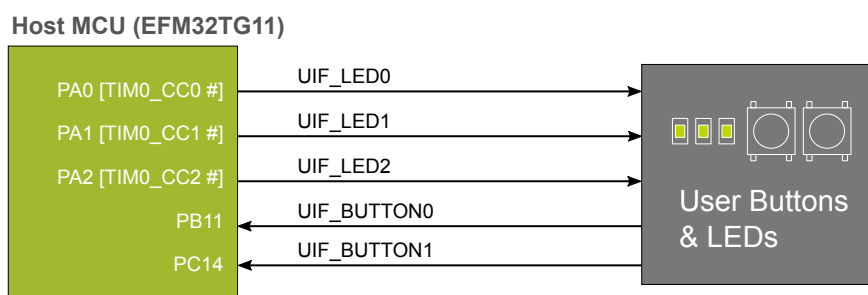 Host MCU (EFM32TG11)
PA0 [TIM0_CC0 #]
UIF_LED0
PA1 [TIM0_CC1 #]
UIF_LED1
PA2 [TIM0_CC2 #]
UIF_LED2
PB11
UIF_BUTTON0
PC14
UIF_BUTTON1
User Buttons
& LEDs